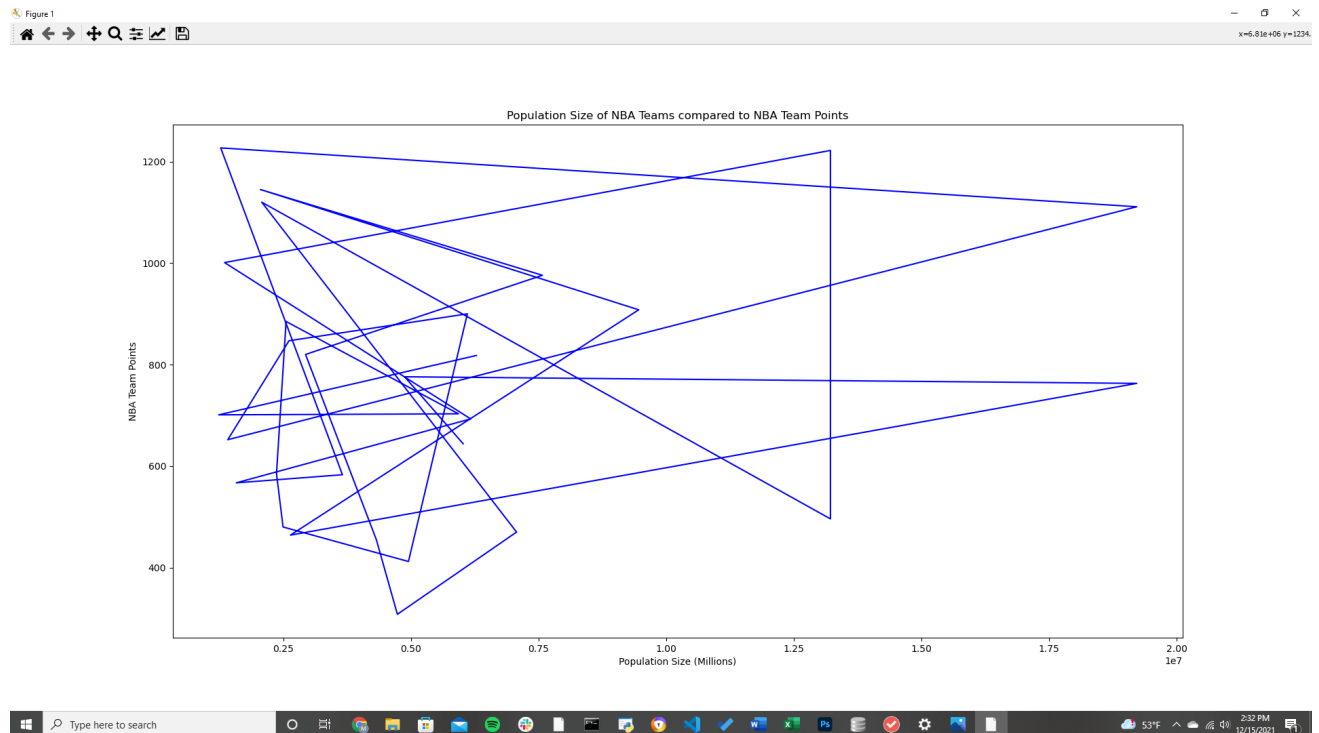 Figure 1
x=6.81e+06 y=1234.
Population Size of NBA Teams compared to NBA Team Points
1200
1000
800
600
400
NBA Team Points
0.25 0.50 0.75 1.00 1.25 1.50 1.75 2.00
1e7
Population Size (Millions)
Type here to search
53°F
2:32 PM
12/15/2021